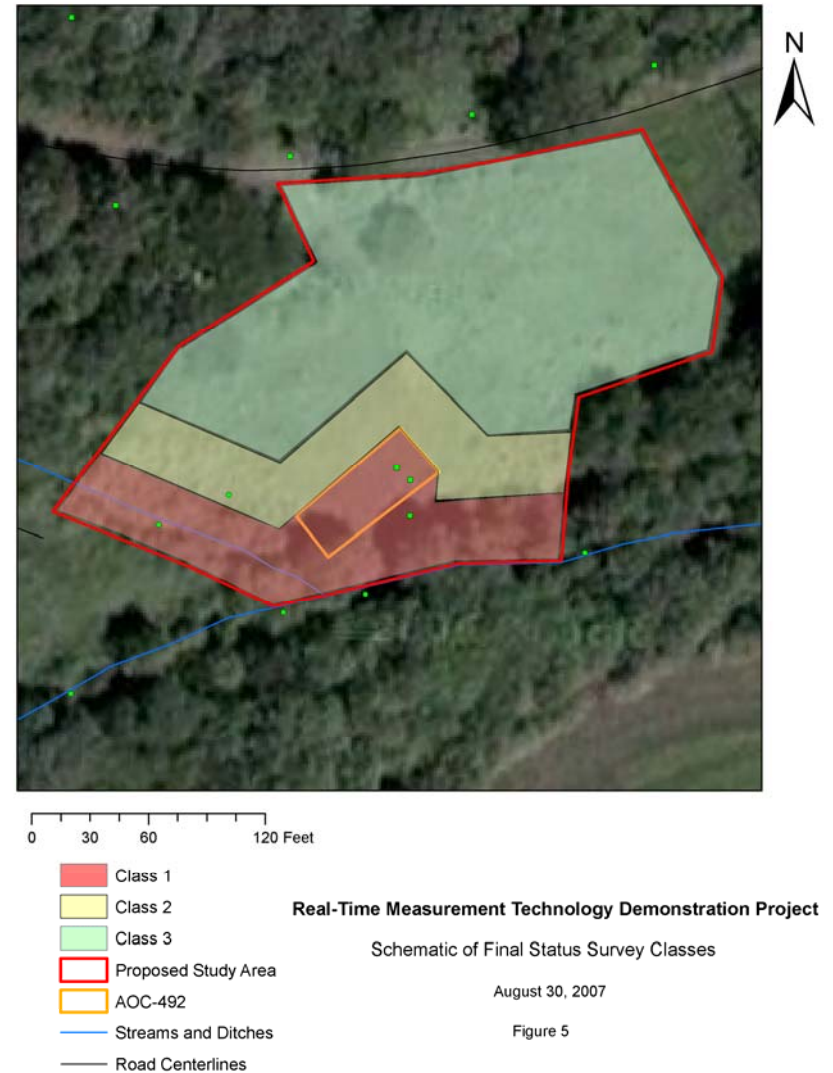 N
0 30 60 120 Feet
Class 1
Class 2
Class 3
Proposed Study Area
AOC-492
Streams and Ditches
Road Centerlines
Real-Time Measurement Technology Demonstration Project
Schematic of Final Status Survey Classes
August 30, 2007
Figure 5